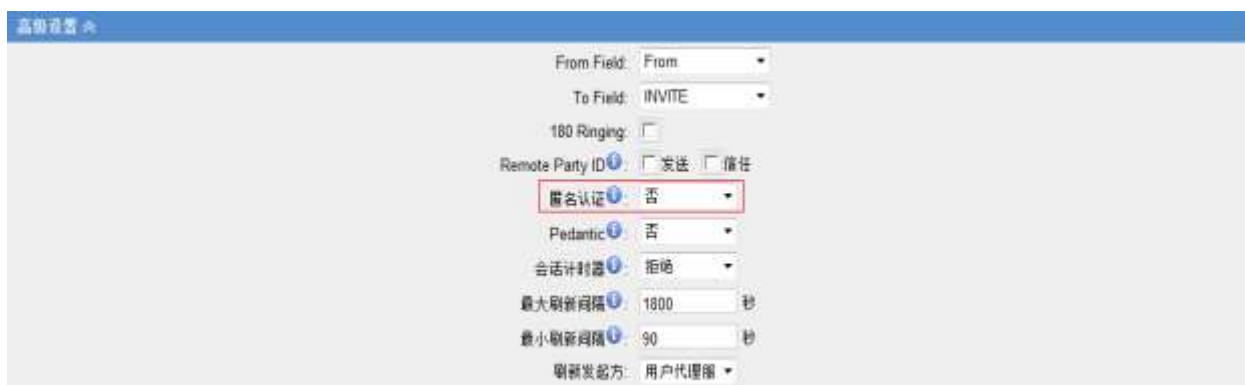 高级设置
From Field: From
To Field: INVITE
180 Ringing:
Remote Party ID : 发送 信任
匿名认证 : 否
Pedantic : 否
会话计时器 : 拒绝
最大刷新间隔 : 1800 秒
最小刷新间隔 : 90 秒
刷新发起方: 用户代理服